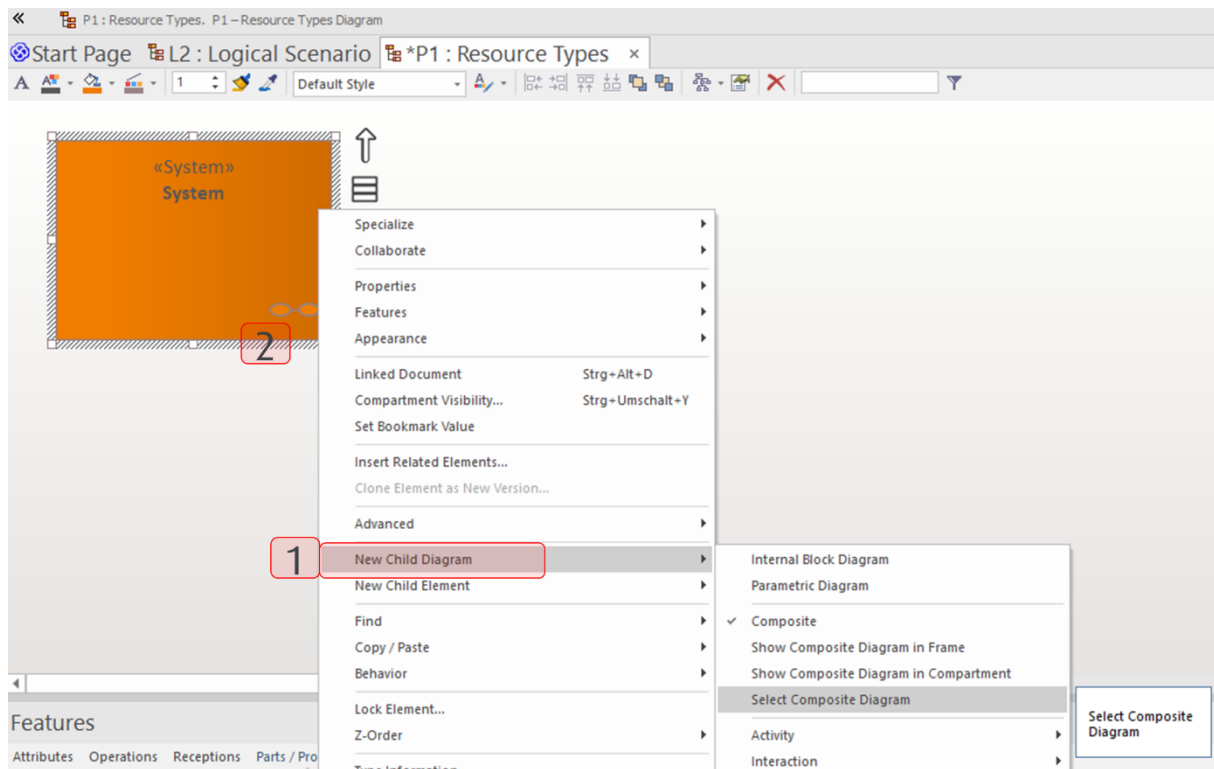 « P1 : Resource Types. P1 – Resource Types Diagram
Start Page L2 : Logical Scenario *P1 : Resource Types ×
A 1 Default Style
«System»
System
2
Specialize
Collaborate
Properties
Features
Appearance
Linked Document Strg+Alt+D
Compartment Visibility... Strg+Umschalt+Y
Set Bookmark Value
Insert Related Elements...
Clone Element as New Version...
Advanced
1
New Child Diagram
New Child Element
Find
Copy / Paste
Behavior
Lock Element...
Z-Order
Type Information
Internal Block Diagram
Parametric Diagram
Composite
Show Composite Diagram in Frame
Show Composite Diagram in Compartment
Select Composite Diagram
Activity
Interaction
Select Composite
Diagram
Features
Attributes Operations Receptions Parts / Pro